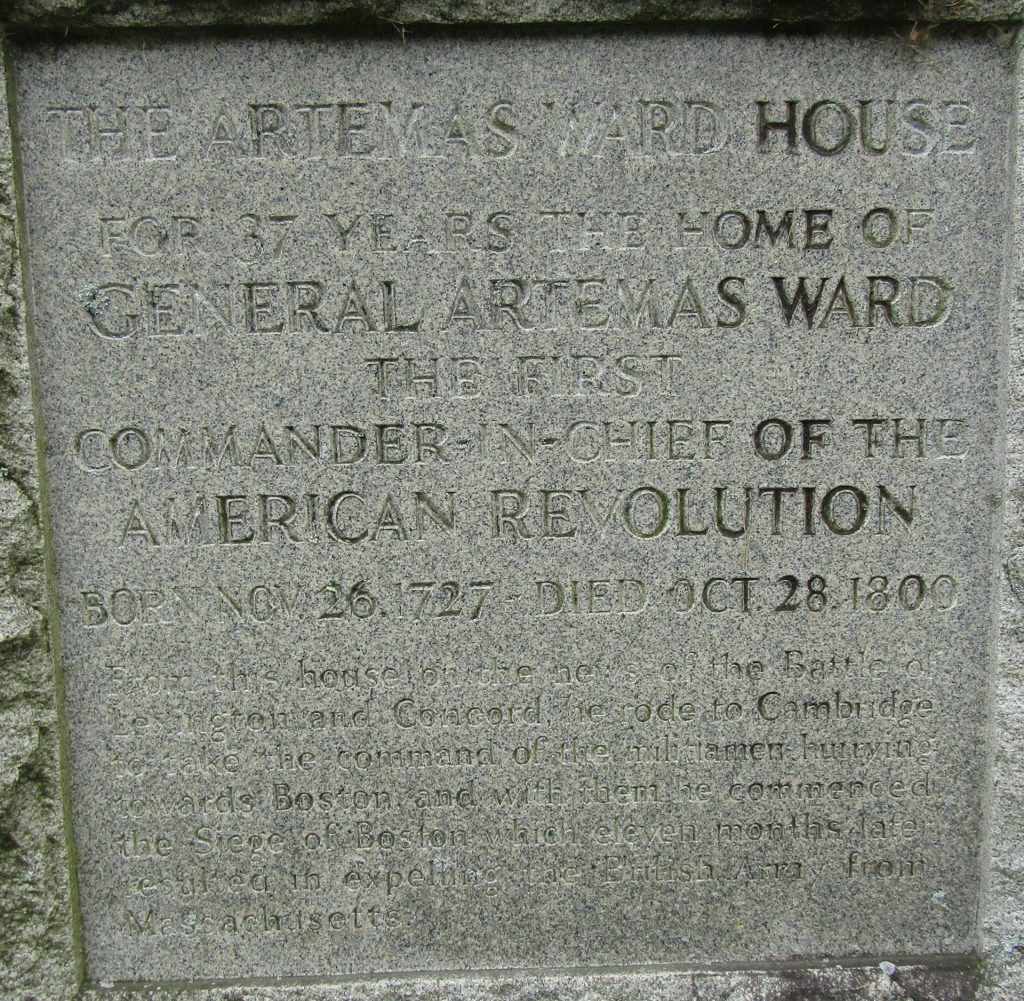 THE ARTEMAS WARD HOUSE
FOR 37 YEARS THE HOME OF
GENERAL ARTEMAS WARD
THE FIRST
COMMANDER-IN-CHIEF OF THE
AMERICAN REVOLUTION
BORN NOV. 26.1727 - DIED OCT. 28.1800
From this house on the news of the Battle of
Lexington and Concord, he rode to Cambridge
to take the command of the militiamen hurrying
towards Boston, and with them he commenced
the Siege of Boston which eleven months later
resulted in expelling the British Army from
Massachusetts.